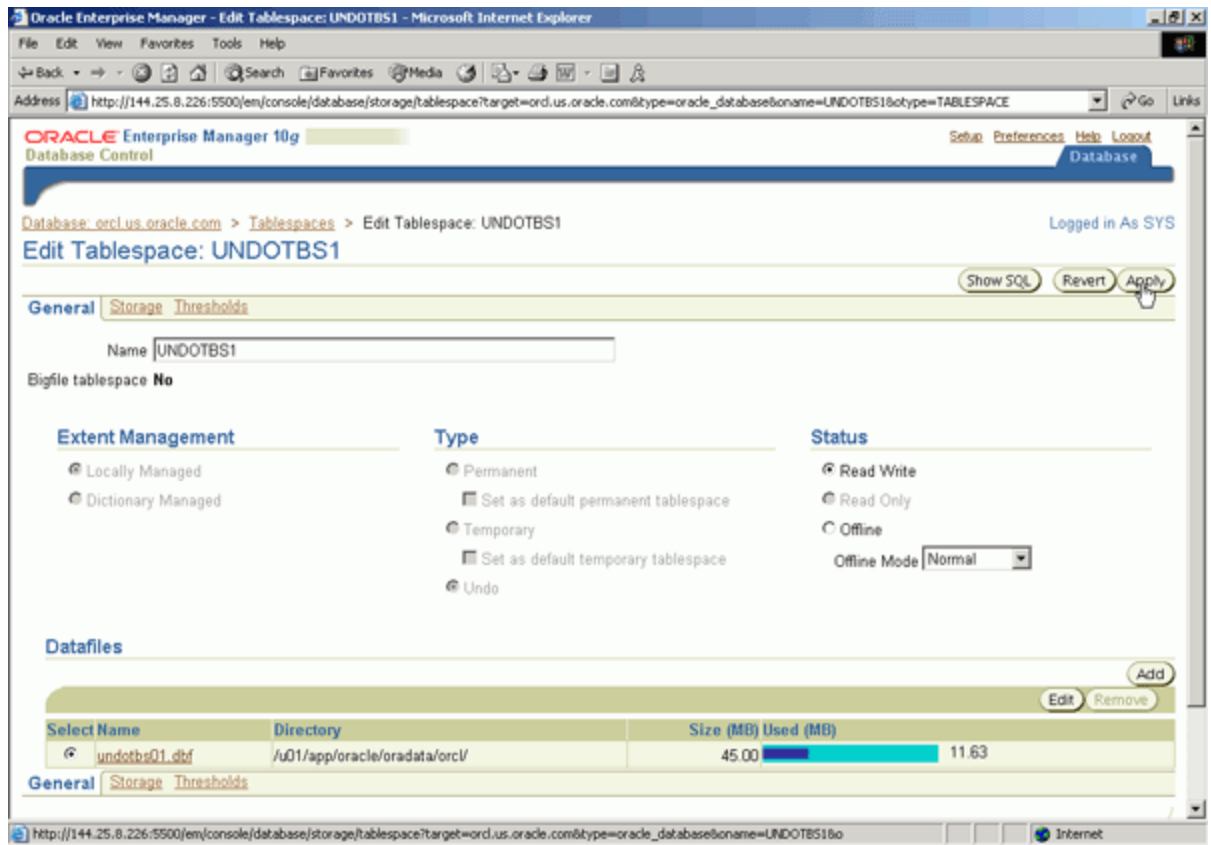 Oracle Enterprise Manager - Edit Tablespace: UNDOTBS1 - Microsoft Internet Explorer
File Edit View Favorites Tools Help
Back Search Favorites Media
Address http://144.25.8.226:5500/em/console/database/storage/tablespace?target=orcl.us.oracle.com&type=oracle_database&oname=UNDOTBS1&otype=TABLESPACE Go Links
ORACLE Enterprise Manager 10g Setup Preferences Help Logout
Database Control Database
Database: orcl.us.oracle.com > Tablespaces > Edit Tablespace: UNDOTBS1 Logged in As SYS
Edit Tablespace: UNDOTBS1
Show SQL Revert Apply
General Storage Thresholds
Name UNDOTBS1
Bigfile tablespace No
Extent Management Type Status
Locally Managed Permanent Read Write
Dictionary Managed Set as default permanent tablespace Read Only
Temporary Offline
Set as default temporary tablespace Offline Mode Normal
Undo
Datafiles
Add
Edit Remove
Select Name Directory Size (MB) Used (MB)
undotbs01.dbf /u01/app/oracle/oradata/orcl/ 45.00 11.63
General Storage Thresholds
http://144.25.8.226:5500/em/console/database/storage/tablespace?target=orcl.us.oracle.com&type=oracle_database&oname=UNDOTBS1&o Internet